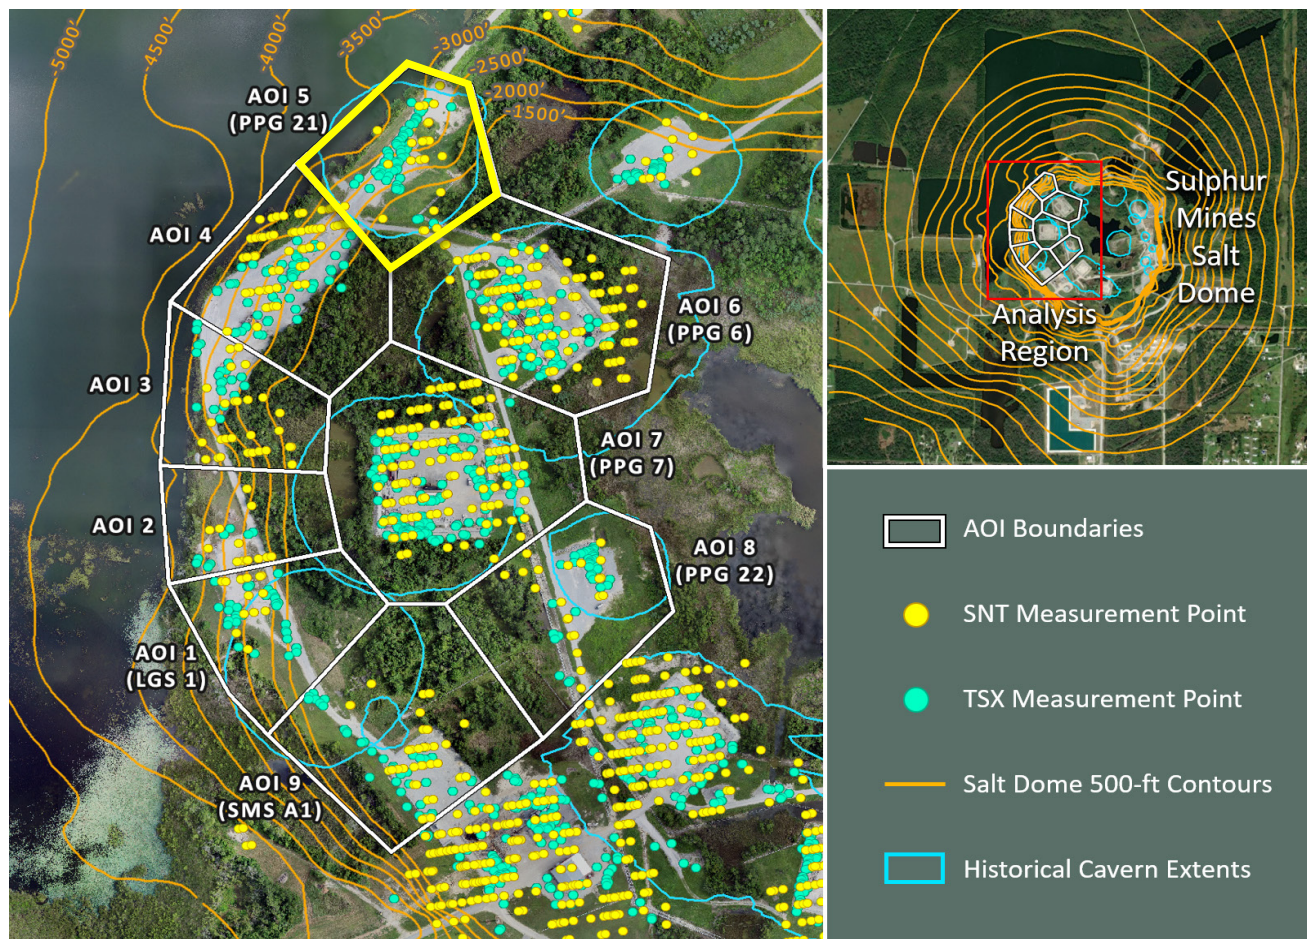 -5000'
-4500'
-4000'
-3500'
-3000'
-2500'
-2000'
-1500'
AOI 5
(PPG 21)
AOI 4
AOI 3
AOI 2
AOI 1
(LGS 1)
AOI 9
(SMS A1)
AOI 6
(PPG 6)
AOI 7
(PPG 7)
AOI 8
(PPG 22)
Sulphur
Mines
Salt
Dome
Analysis
Region
AOI Boundaries
SNT Measurement Point
TSX Measurement Point
Salt Dome 500-ft Contours
Historical Cavern Extents